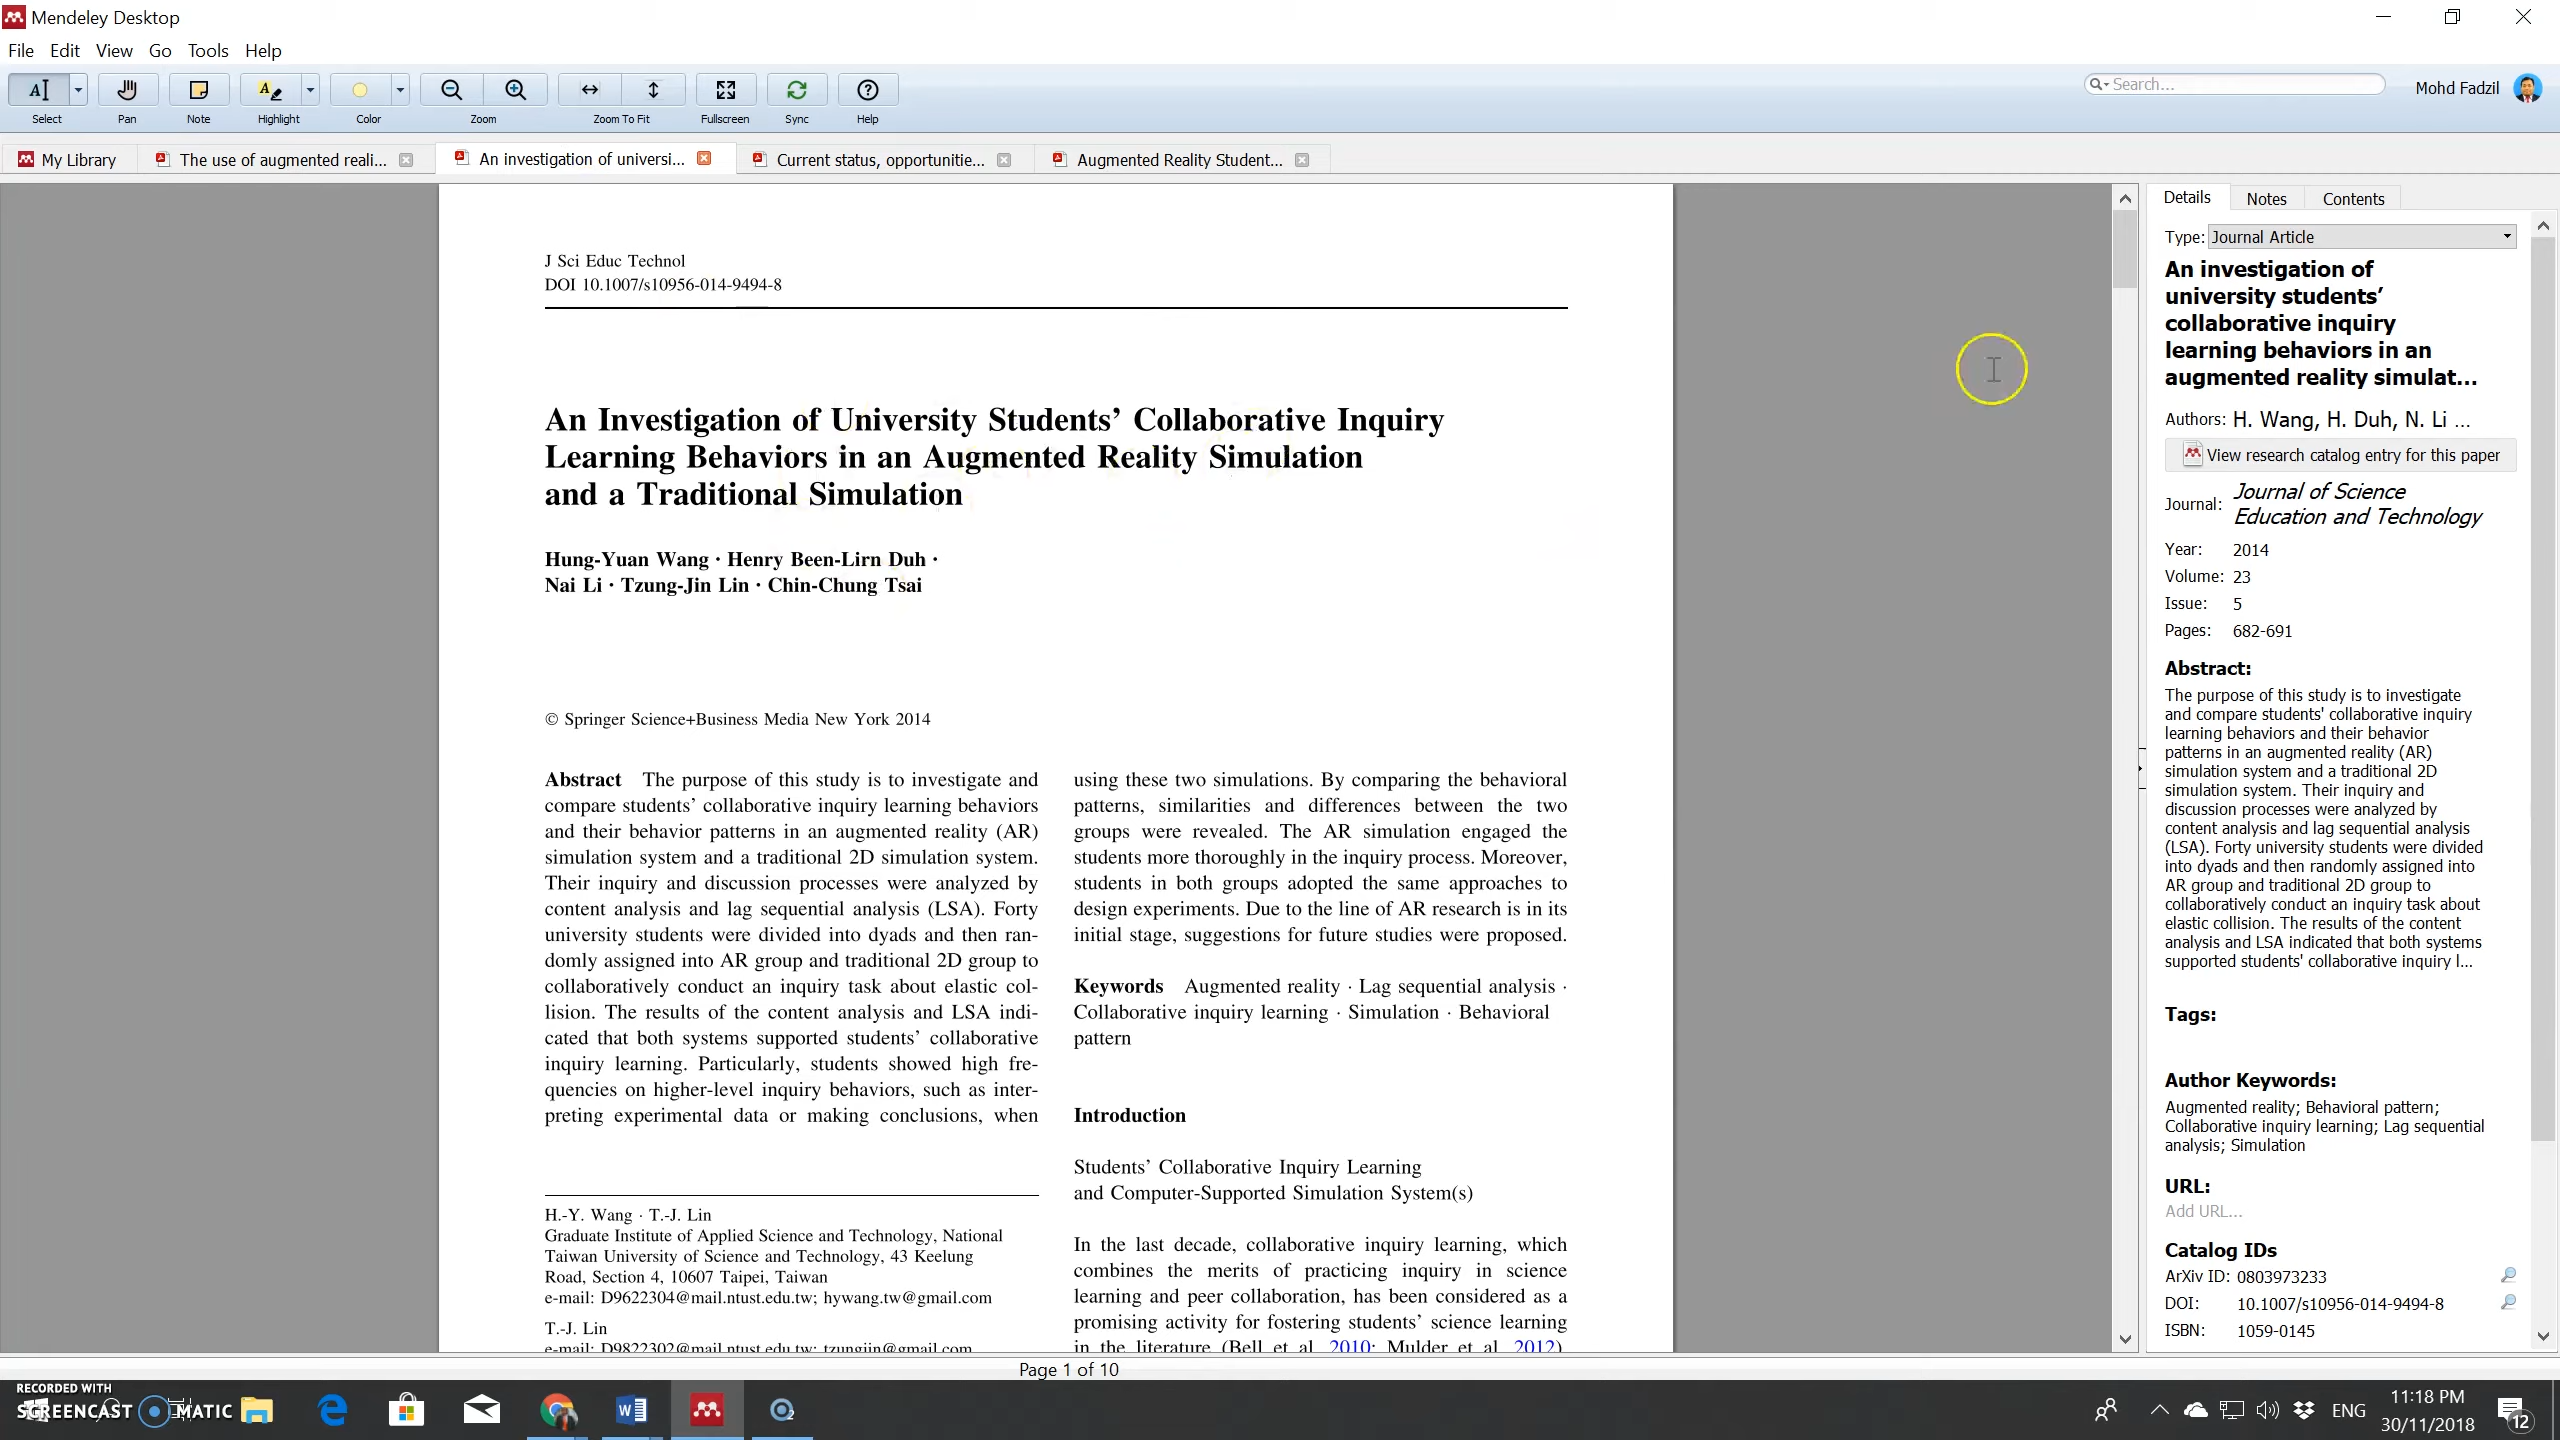 Mendeley Desktop
File Edit View Go Tools Help
Select Pan Note Highlight Color Zoom Zoom To Fit Fullscreen Sync Help
Search...
Mohd Fadzil
My Library
The use of augmented reali...
An investigation of universi...
Current status, opportunitie...
Augmented Reality Student...
J Sci Educ Technol
DOI 10.1007/s10956-014-9494-8
An Investigation of University Students’ Collaborative Inquiry
Learning Behaviors in an Augmented Reality Simulation
and a Traditional Simulation
Hung-Yuan Wang · Henry Been-Lirn Duh ·
Nai Li · Tzung-Jin Lin · Chin-Chung Tsai
© Springer Science+Business Media New York 2014
Abstract The purpose of this study is to investigate and
compare students’ collaborative inquiry learning behaviors
and their behavior patterns in an augmented reality (AR)
simulation system and a traditional 2D simulation system.
Their inquiry and discussion processes were analyzed by
content analysis and lag sequential analysis (LSA). Forty
university students were divided into dyads and then ran-
domly assigned into AR group and traditional 2D group to
collaboratively conduct an inquiry task about elastic col-
lision. The results of the content analysis and LSA indi-
cated that both systems supported students’ collaborative
inquiry learning. Particularly, students showed high fre-
quencies on higher-level inquiry behaviors, such as inter-
preting experimental data or making conclusions, when
H.-Y. Wang · T.-J. Lin
Graduate Institute of Applied Science and Technology, National
Taiwan University of Science and Technology, 43 Keelung
Road, Section 4, 10607 Taipei, Taiwan
e-mail: D9622304@mail.ntust.edu.tw; hywang.tw@gmail.com
T.-J. Lin
e-mail: D9822302@mail.ntust.edu.tw; tzungjin@gmail.com
using these two simulations. By comparing the behavioral
patterns, similarities and differences between the two
groups were revealed. The AR simulation engaged the
students more thoroughly in the inquiry process. Moreover,
students in both groups adopted the same approaches to
design experiments. Due to the line of AR research is in its
initial stage, suggestions for future studies were proposed.
Keywords Augmented reality · Lag sequential analysis ·
Collaborative inquiry learning · Simulation · Behavioral
pattern
Introduction
Students’ Collaborative Inquiry Learning
and Computer-Supported Simulation System(s)
In the last decade, collaborative inquiry learning, which
combines the merits of practicing inquiry in science
learning and peer collaboration, has been considered as a
promising activity for fostering students’ science learning
in the literature (Bell et al. 2010; Mulder et al. 2012).
Details Notes Contents
Type: Journal Article
An investigation of
university students’
collaborative inquiry
learning behaviors in an
augmented reality simulat...
Authors: H. Wang, H. Duh, N. Li ...
View research catalog entry for this paper
Journal: Journal of Science
Education and Technology
Year: 2014
Volume: 23
Issue: 5
Pages: 682-691
Abstract:
The purpose of this study is to investigate
and compare students' collaborative inquiry
learning behaviors and their behavior
patterns in an augmented reality (AR)
simulation system and a traditional 2D
simulation system. Their inquiry and
discussion processes were analyzed by
content analysis and lag sequential analysis
(LSA). Forty university students were divided
into dyads and then randomly assigned into
AR group and traditional 2D group to
collaboratively conduct an inquiry task about
elastic collision. The results of the content
analysis and LSA indicated that both systems
supported students' collaborative inquiry l...
Tags:
Author Keywords:
Augmented reality; Behavioral pattern;
Collaborative inquiry learning; Lag sequential
analysis; Simulation
URL:
Add URL...
Catalog IDs
ArXiv ID: 0803973233
DOI: 10.1007/s10956-014-9494-8
ISBN: 1059-0145
Page 1 of 10
RECORDED WITH
SCREENCAST MATIC
ENG
11:18 PM
30/11/2018
12